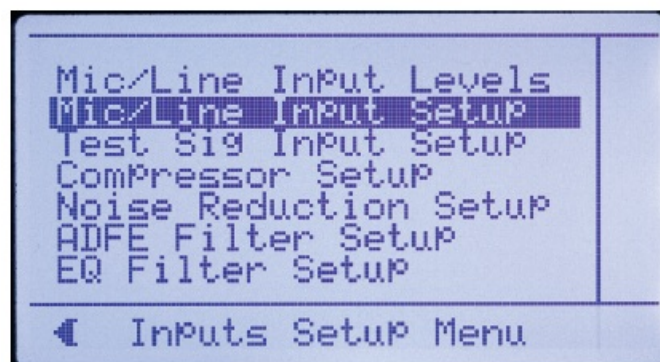 Mic/Line Input Levels
Mic/Line Input Setup
Test Sig Input Setup
Compressor Setup
Noise Reduction Setup
ADFE Filter Setup
EQ Filter Setup
Inputs Setup Menu